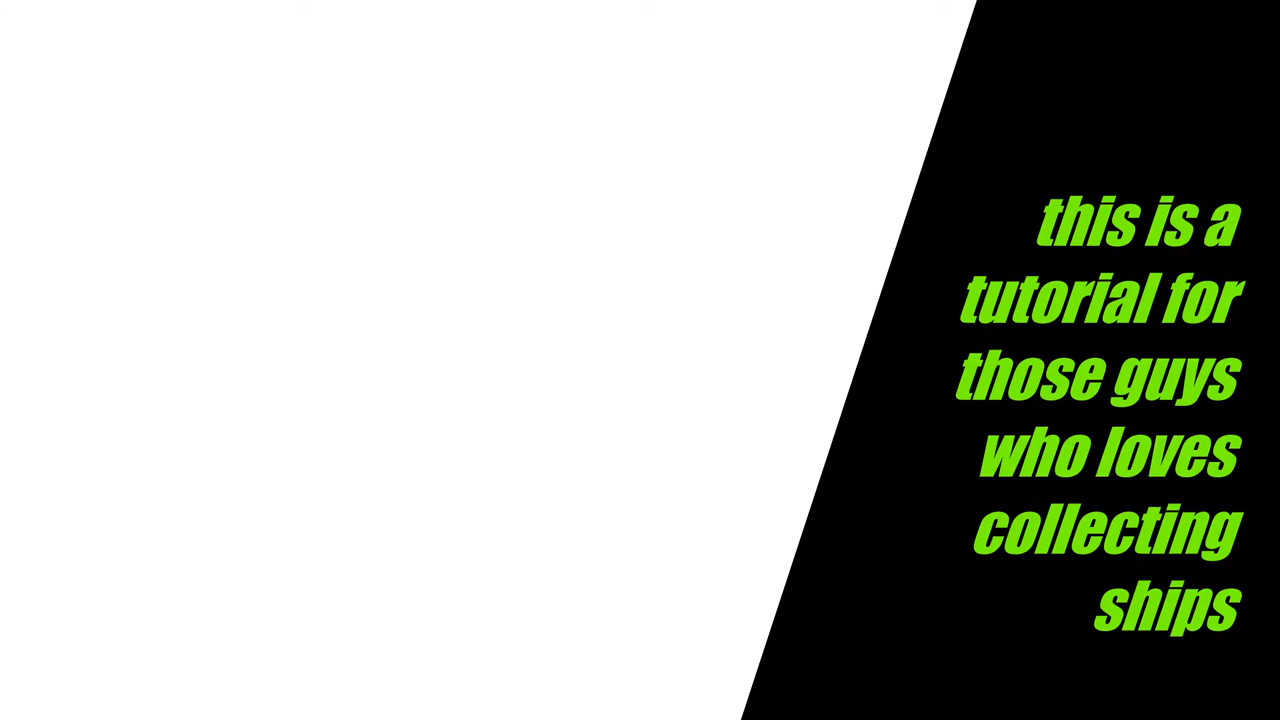 this is a
tutorial for
those guys
who loves
collecting
ships